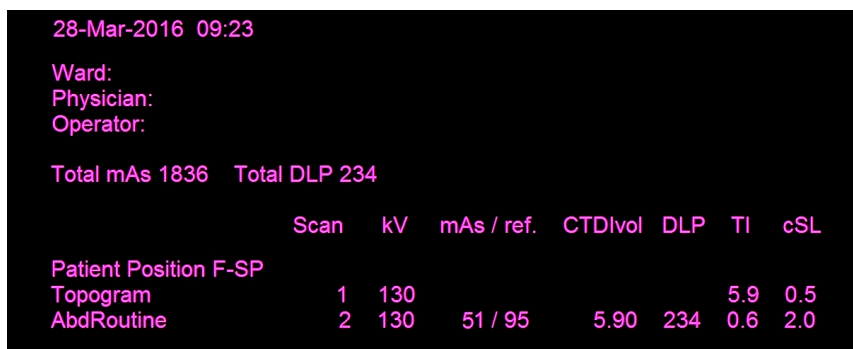 28-Mar-2016 09:23
Ward:
Physician:
Operator:
Total mAs 1836 Total DLP 234
Scan kV mAs / ref. CTDIvol DLP TI cSL
Patient Position F-SP
Topogram 1 130 5.9 0.5
AbdRoutine 2 130 51 / 95 5.90 234 0.6 2.0